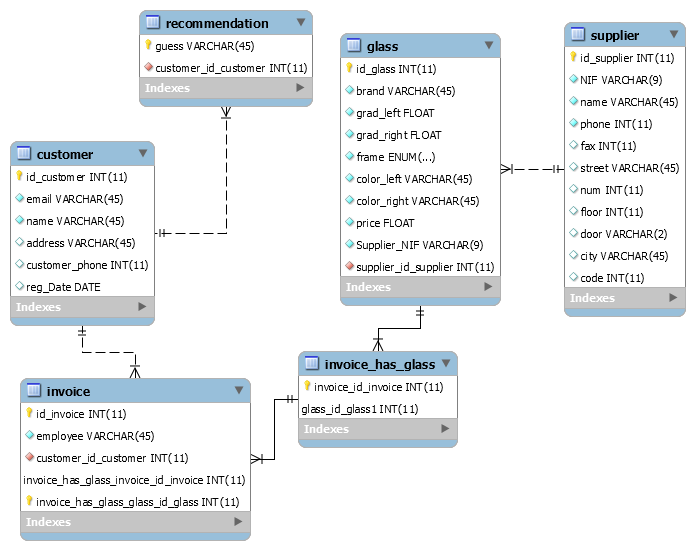 recommendation
guess VARCHAR(45)
customer_id_customer INT(11)
Indexes
glass
id_glass INT(11)
brand VARCHAR(45)
grad_left FLOAT
grad_right FLOAT
frame ENUM(...)
color_left VARCHAR(45)
color_right VARCHAR(45)
price FLOAT
Supplier_NIF VARCHAR(9)
supplier_id_supplier INT(11)
Indexes
supplier
id_supplier INT(11)
NIF VARCHAR(9)
name VARCHAR(45)
phone INT(11)
fax INT(11)
street VARCHAR(45)
num INT(11)
floor INT(11)
door VARCHAR(2)
city VARCHAR(45)
code INT(11)
Indexes
customer
id_customer INT(11)
email VARCHAR(45)
name VARCHAR(45)
address VARCHAR(45)
customer_phone INT(11)
reg_Date DATE
Indexes
invoice
id_invoice INT(11)
employee VARCHAR(45)
customer_id_customer INT(11)
invoice_has_glass_invoice_id_invoice INT(11)
invoice_has_glass_glass_id_glass INT(11)
Indexes
invoice_has_glass
invoice_id_invoice INT(11)
glass_id_glass1 INT(11)
Indexes